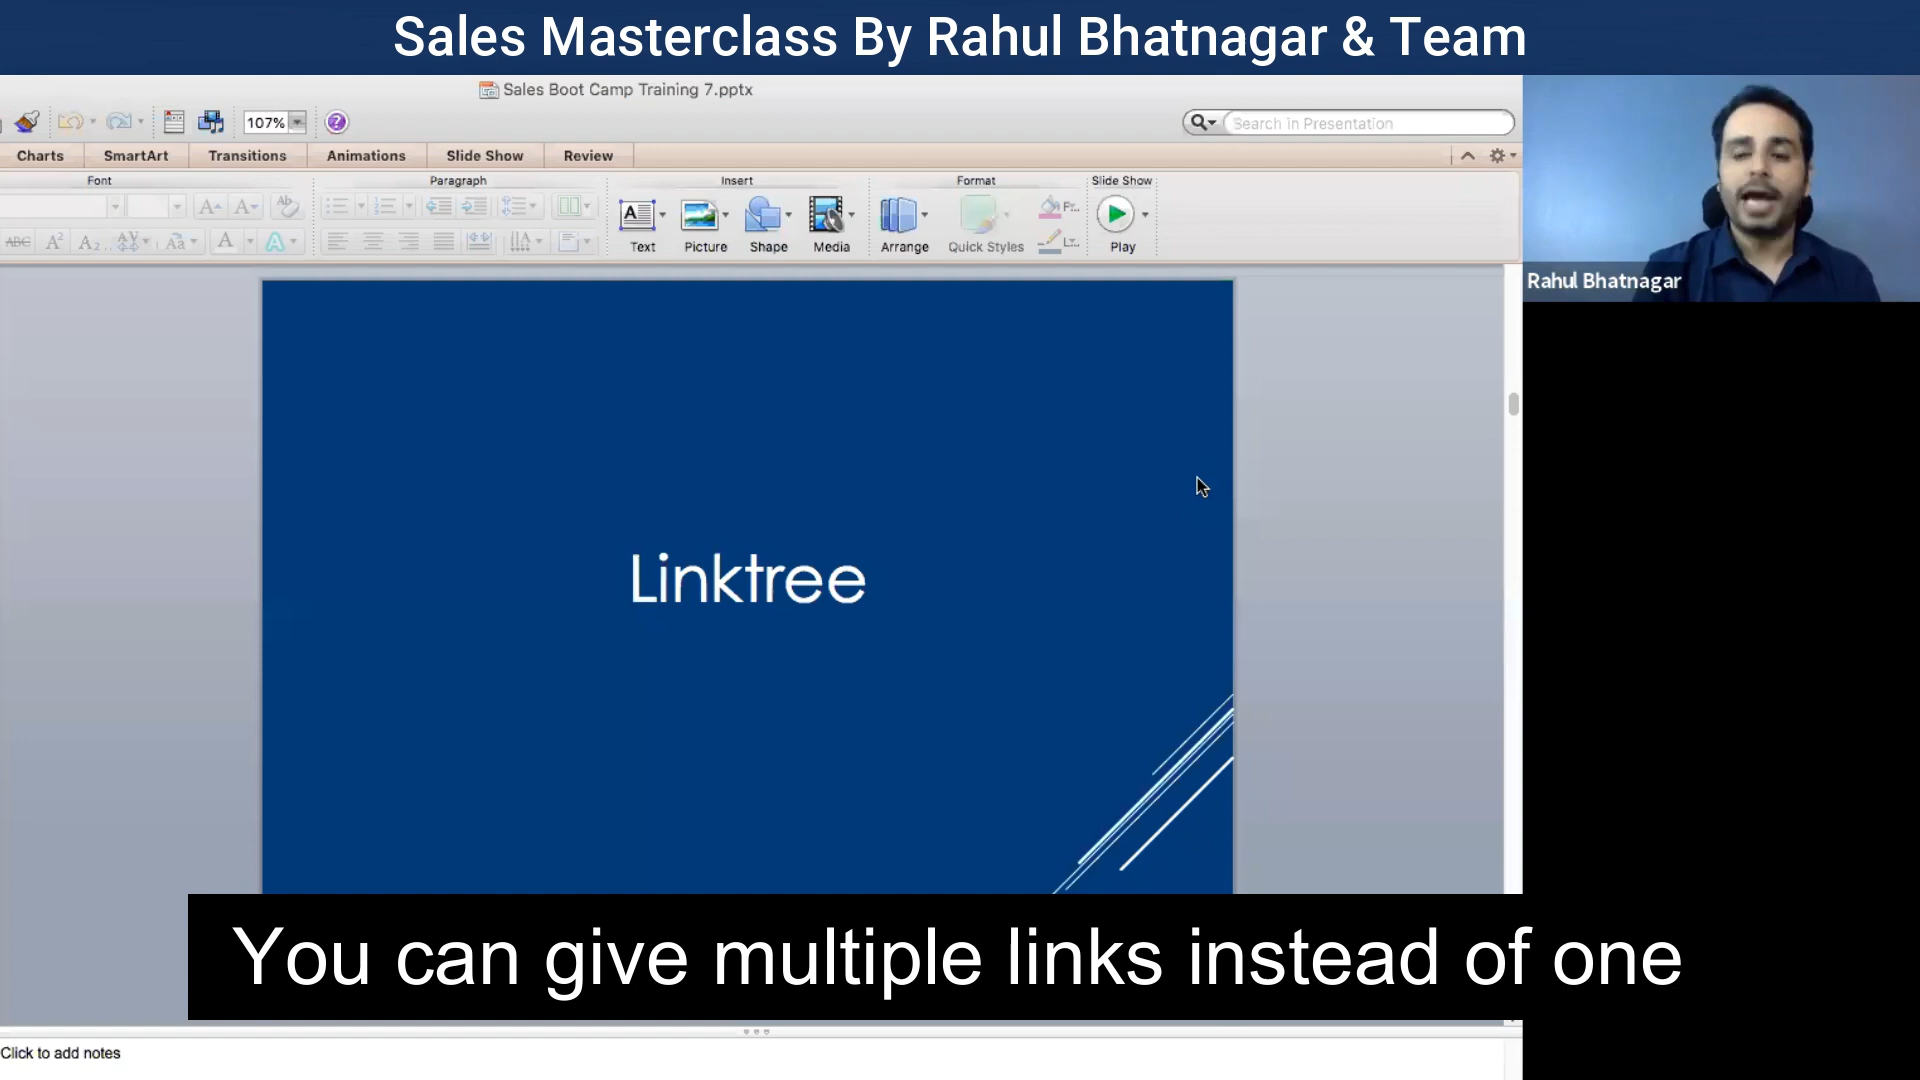 Sales Masterclass By Rahul Bhatnagar & Team
Sales Boot Camp Training 7.pptx
107%
Search in Presentation
Charts SmartArt Transitions Animations Slide Show Review
Font Paragraph Insert Format Slide Show
Text Picture Shape Media Arrange Quick Styles Play
Rahul Bhatnagar
Linktree
You can give multiple links instead of one
Click to add notes